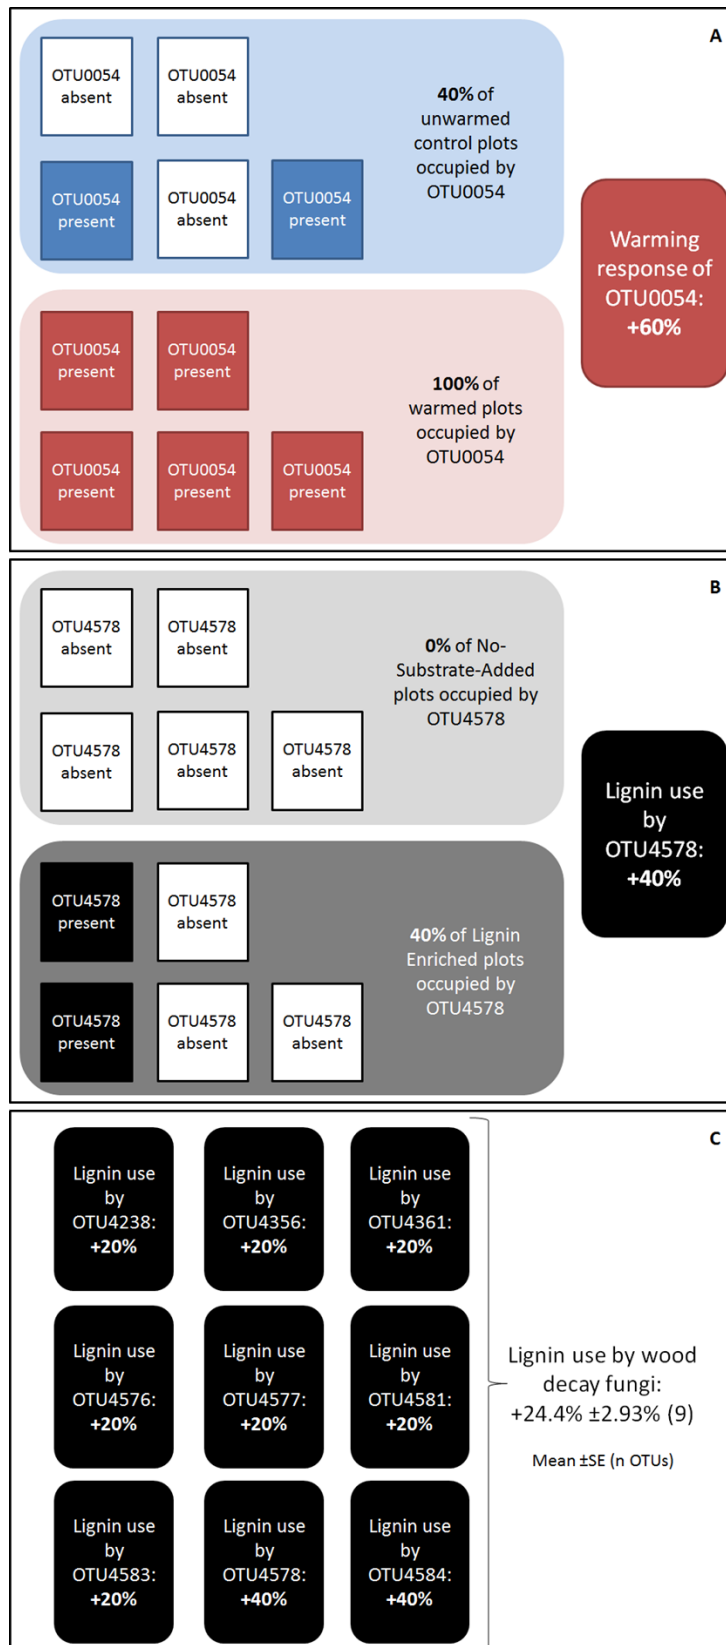 A
OTU0054
absent
OTU0054
absent
OTU0054
present
OTU0054
absent
OTU0054
present
40% of
unwarmed
control plots
occupied by
OTU0054
OTU0054
present
OTU0054
present
OTU0054
present
OTU0054
present
OTU0054
present
100% of
warmed plots
occupied by
OTU0054
Warming
response of
OTU0054:
+60%
B
OTU4578
absent
OTU4578
absent
OTU4578
absent
OTU4578
absent
OTU4578
absent
0% of No-
Substrate-Added
plots occupied by
OTU4578
OTU4578
present
OTU4578
absent
OTU4578
present
OTU4578
absent
OTU4578
absent
40% of Lignin
Enriched plots
occupied by
OTU4578
Lignin use
by
OTU4578:
+40%
C
Lignin use
by
OTU4238:
+20%
Lignin use
by
OTU4356:
+20%
Lignin use
by
OTU4361:
+20%
Lignin use
by
OTU4576:
+20%
Lignin use
by
OTU4577:
+20%
Lignin use
by
OTU4581:
+20%
Lignin use
by
OTU4583:
+20%
Lignin use
by
OTU4578:
+40%
Lignin use
by
OTU4584:
+40%
Lignin use by wood
decay fungi:
+24.4% ±2.93% (9)
Mean ±SE (n OTUs)